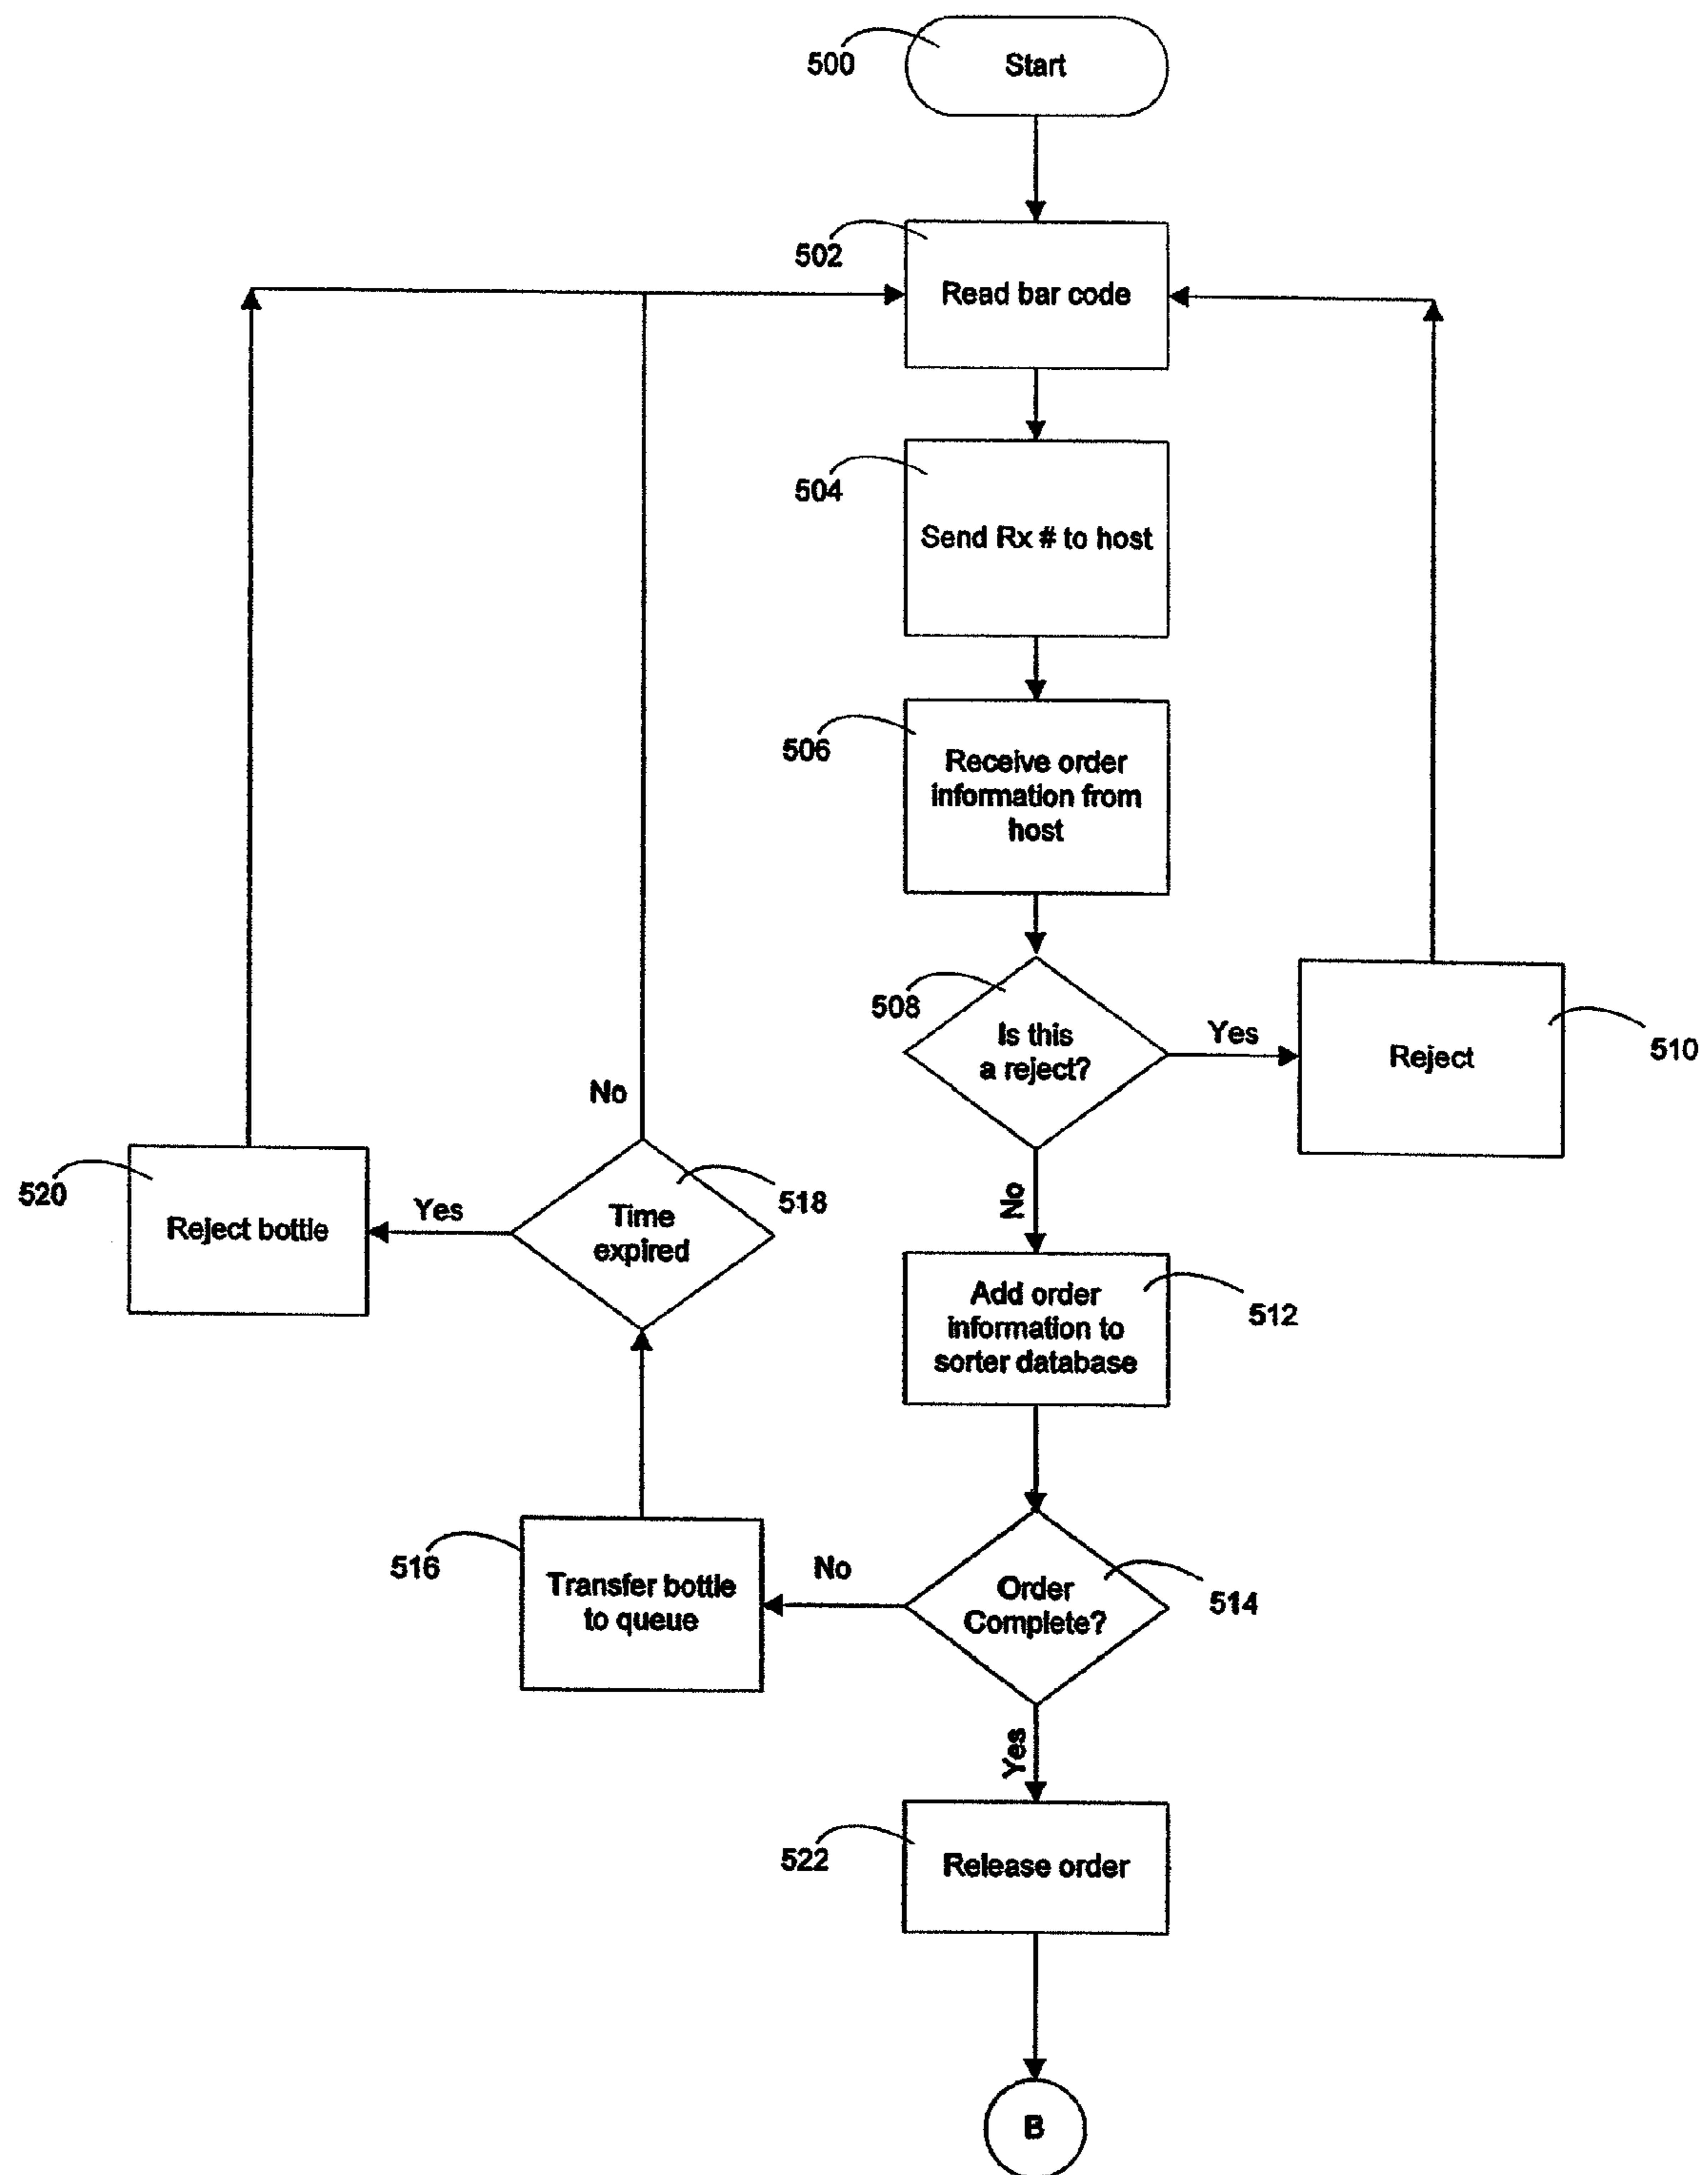 500
Start
502
Read bar code
504
Send Rx # to host
506
Receive order
information from
host
508
Is this
a reject?
Yes
Reject
510
No
No
520
Reject bottle
Yes
Time
expired
518
Add order
information to
sorter database
512
516
Transfer bottle
to queue
No
Order
Complete?
514
Yes
522
Release order
B